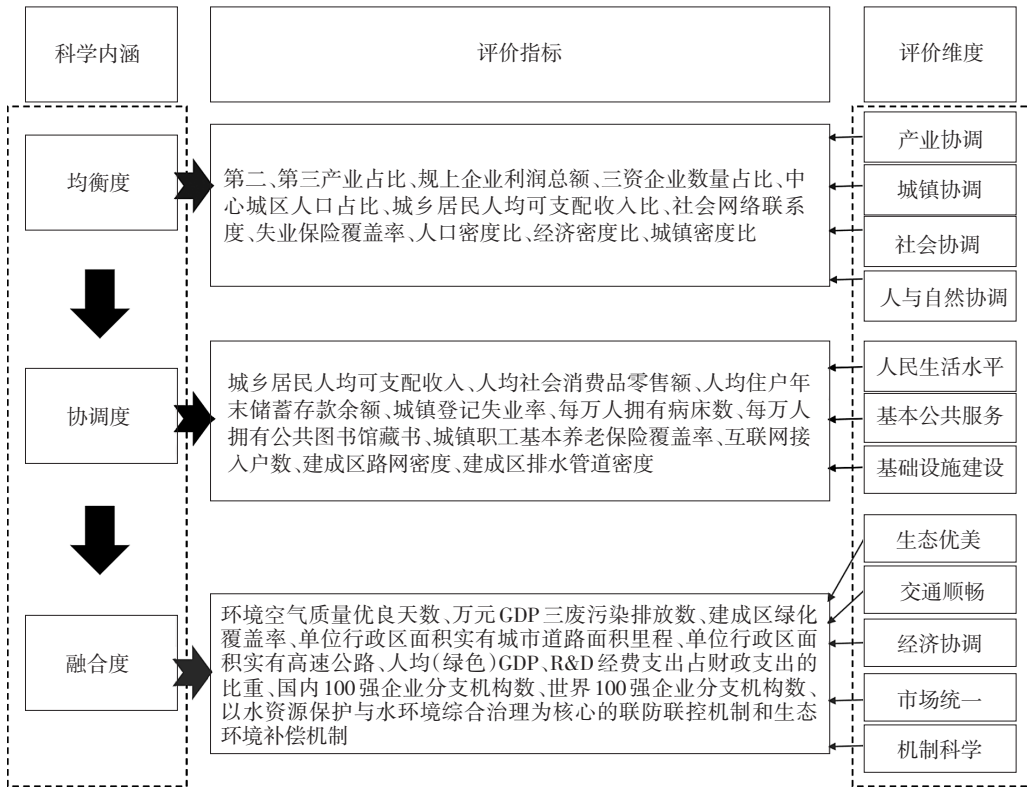 科学内涵
评价指标
评价维度
均衡度
第二、第三产业占比、规上企业利润总额、三资企业数量占比、中
心城区人口占比、城乡居民人均可支配收入比、社会网络联系
度、失业保险覆盖率、人口密度比、经济密度比、城镇密度比
产业协调
城镇协调
社会协调
人与自然协调
协调度
城乡居民人均可支配收入、人均社会消费品零售额、人均住户年
末储蓄存款余额、城镇登记失业率、每万人拥有病床数、每万人
拥有公共图书馆藏书、城镇职工基本养老保险覆盖率、互联网接
入户数、建成区路网密度、建成区排水管道密度
人民生活水平
基本公共服务
基础设施建设
融合度
环境空气质量优良天数、万元GDP三废污染排放数、建成区绿化
覆盖率、单位行政区面积实有城市道路面积里程、单位行政区面
积实有高速公路、人均(绿色)GDP、R&D经费支出占财政支出的
比重、国内100强企业分支机构数、世界100强企业分支机构数、
以水资源保护与水环境综合治理为核心的联防联控机制和生态
环境补偿机制
生态优美
交通顺畅
经济协调
市场统一
机制科学